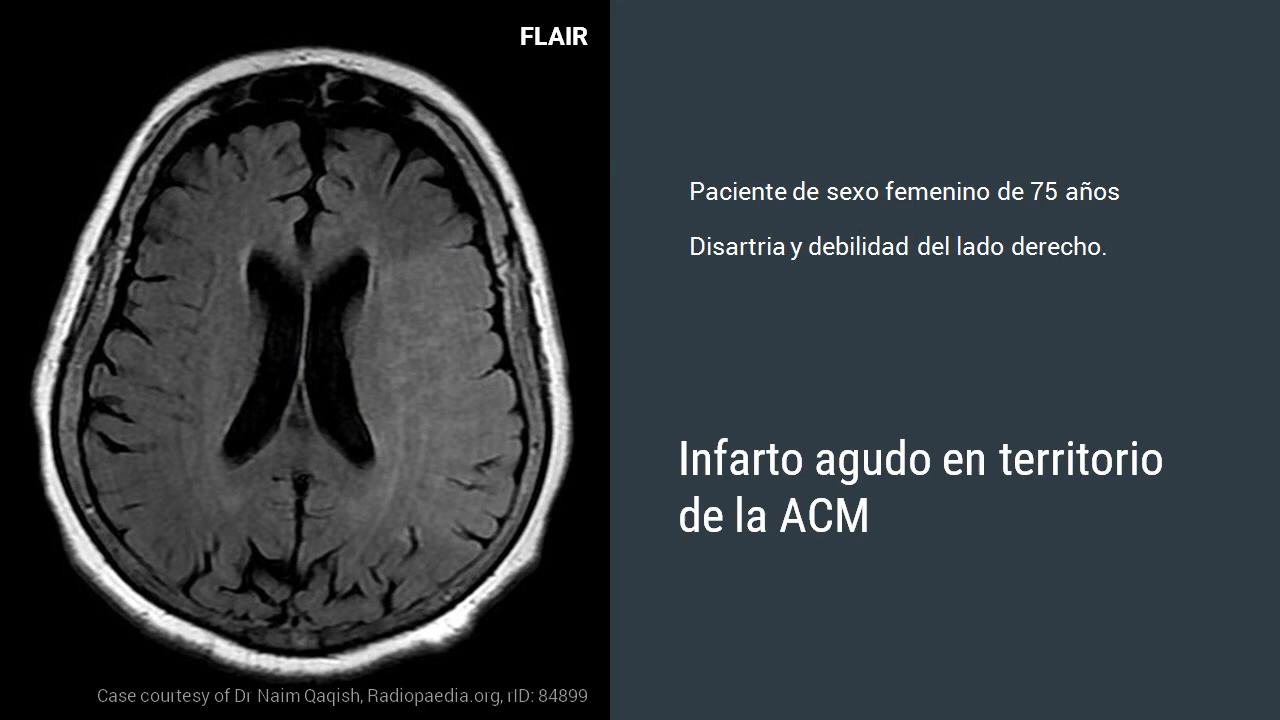 FLAIR
Paciente de sexo femenino de 75 años
Disartria y debilidad del lado derecho.
Infarto agudo en territorio
de la ACM
Case courtesy of Dr Naim Qaqish, Radiopaedia.org, rID: 84899